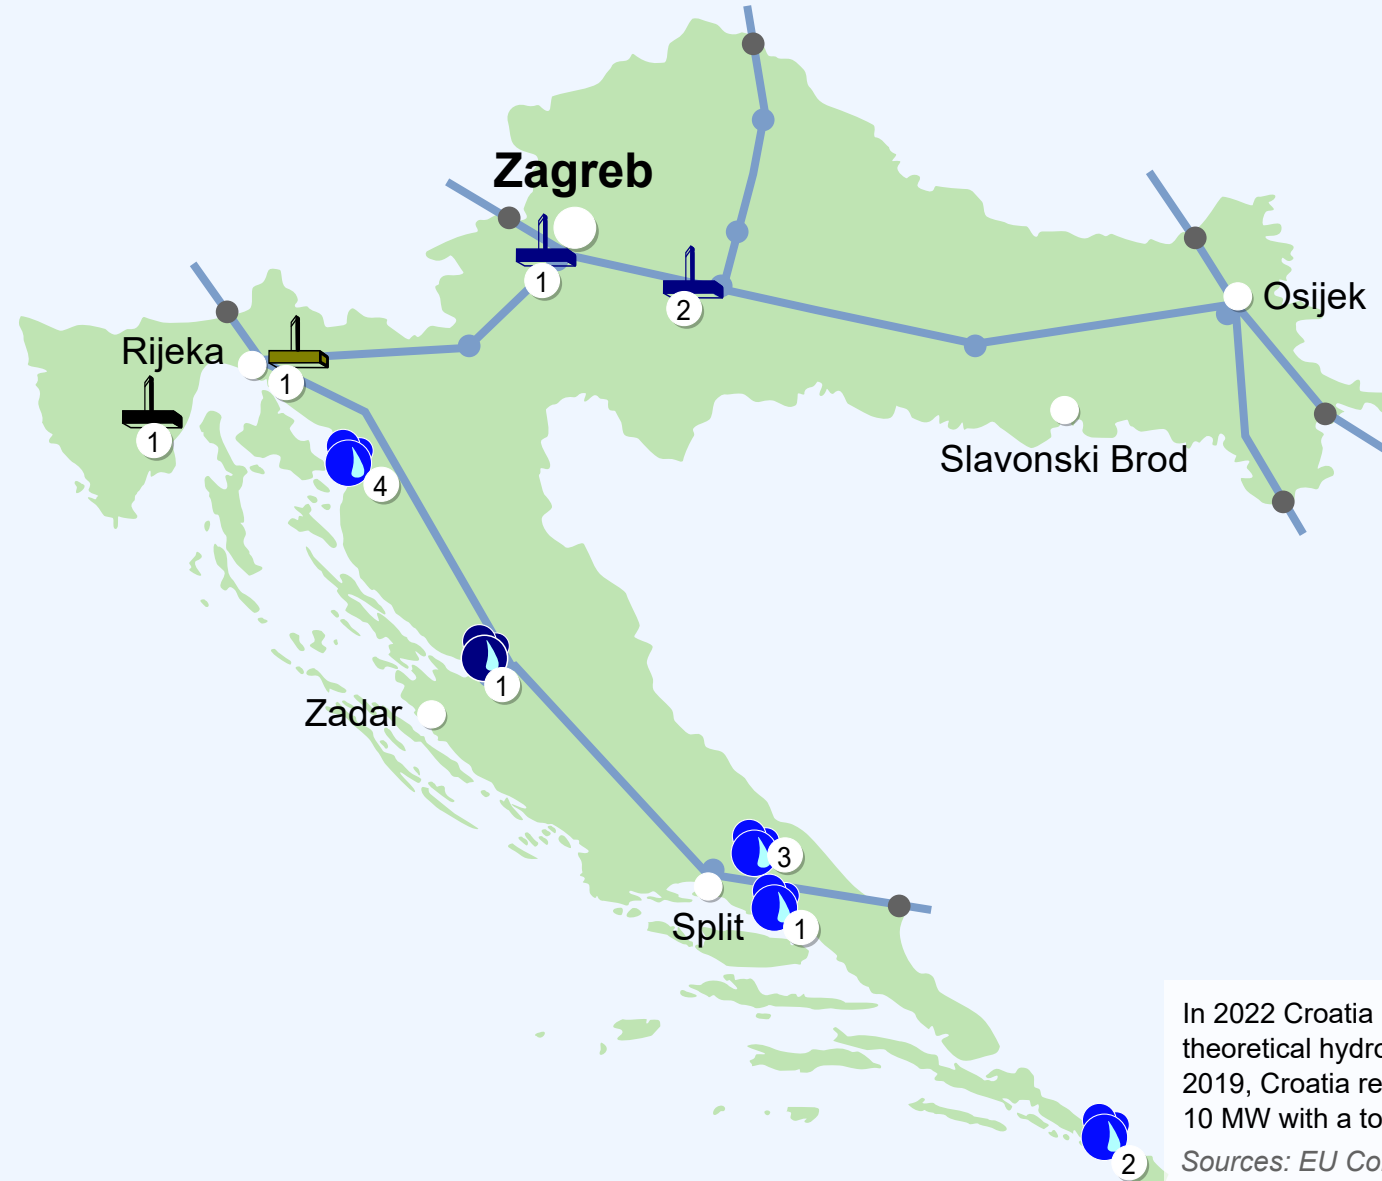 Zagreb
1
2
Osijek
Rijeka
1
1
Slavonski Brod
4
1
Zadar
3
Split
1
In 2022 Croatia
theoretical hydro
2019, Croatia re
10 MW with a to
Sources: EU Co
2